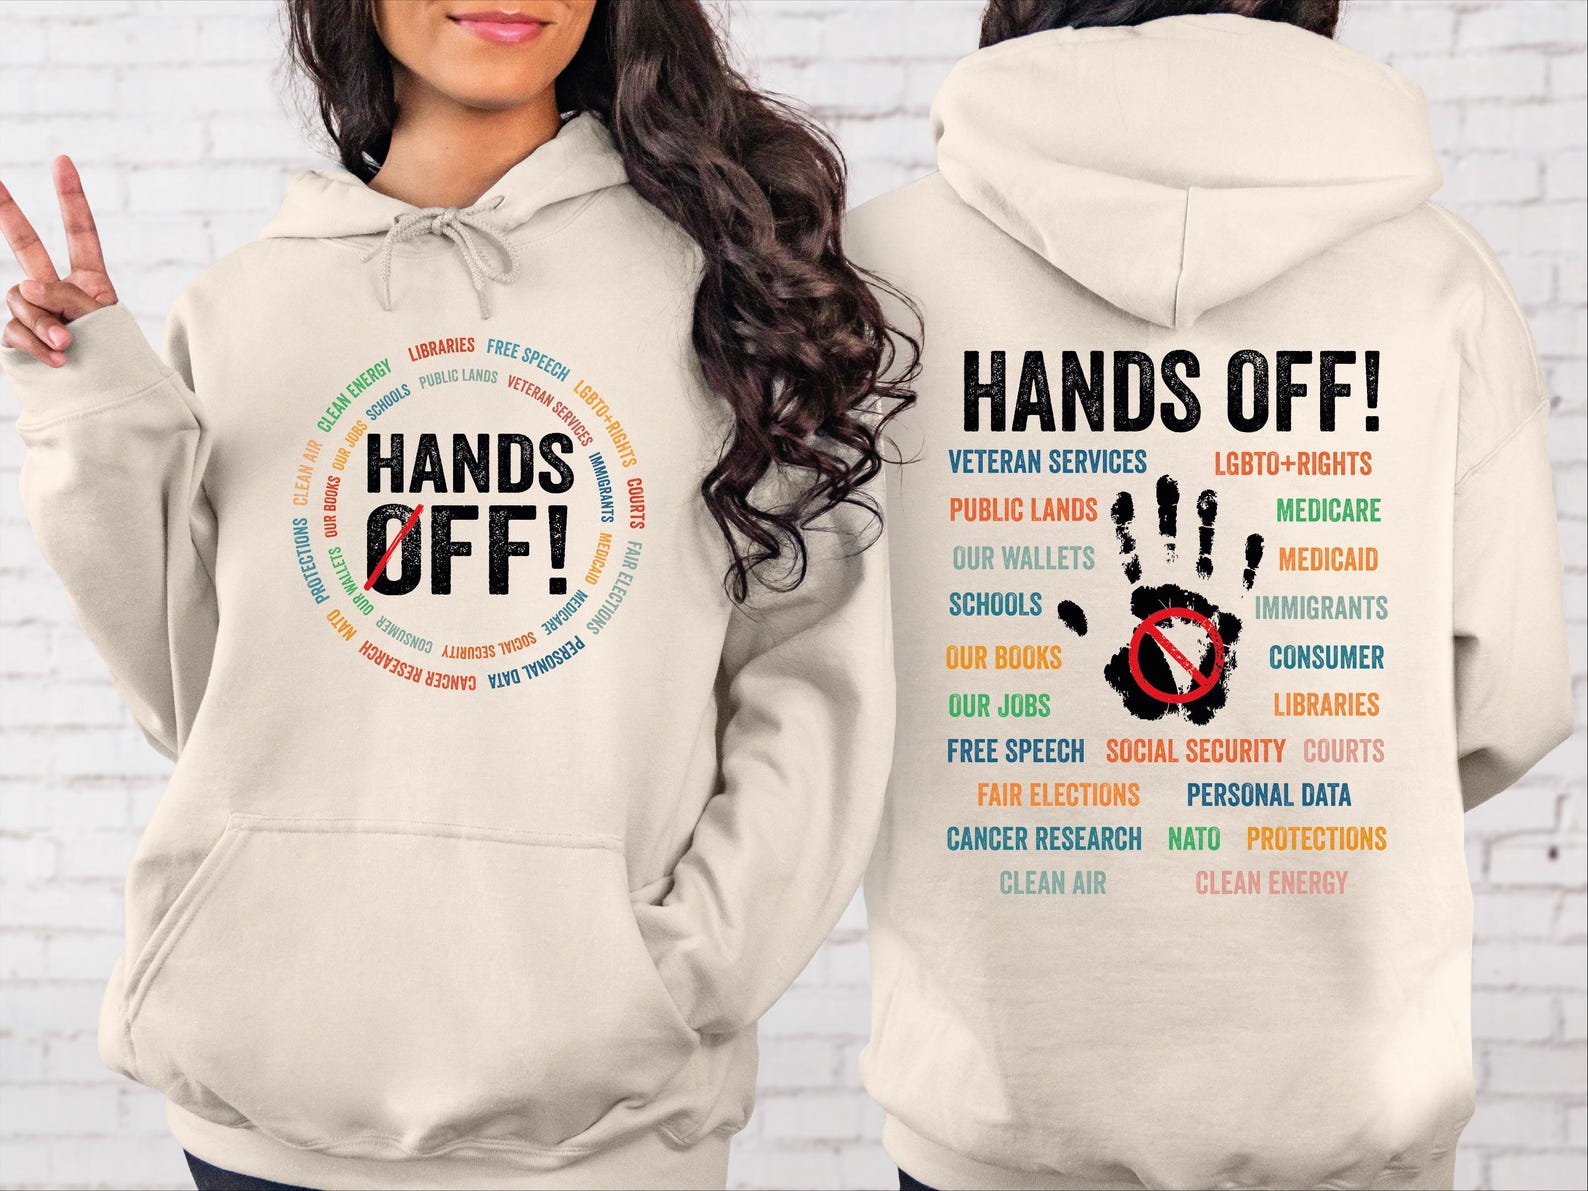 LIBRARIES FREE SPEECH LGBTO+RIGHTS COURTS FAIR ELECTIONS PERSONAL DATA CANCER RESEARCH NATO PROTECTIONS CLEAN AIR CLEAN ENERGY
SCHOOLS PUBLIC LANDS VETERAN SERVICES IMMIGRANTS MEDICAID MEDICARE SOCIAL SECURITY CONSUMER OUR WALLETS OUR BOOKS OUR JOBS
HANDS
OFF!
HANDS OFF!
VETERAN SERVICES LGBTO+RIGHTS
PUBLIC LANDS MEDICARE
OUR WALLETS MEDICAID
SCHOOLS IMMIGRANTS
OUR BOOKS CONSUMER
OUR JOBS LIBRARIES
FREE SPEECH SOCIAL SECURITY COURTS
FAIR ELECTIONS PERSONAL DATA
CANCER RESEARCH NATO PROTECTIONS
CLEAN AIR CLEAN ENERGY